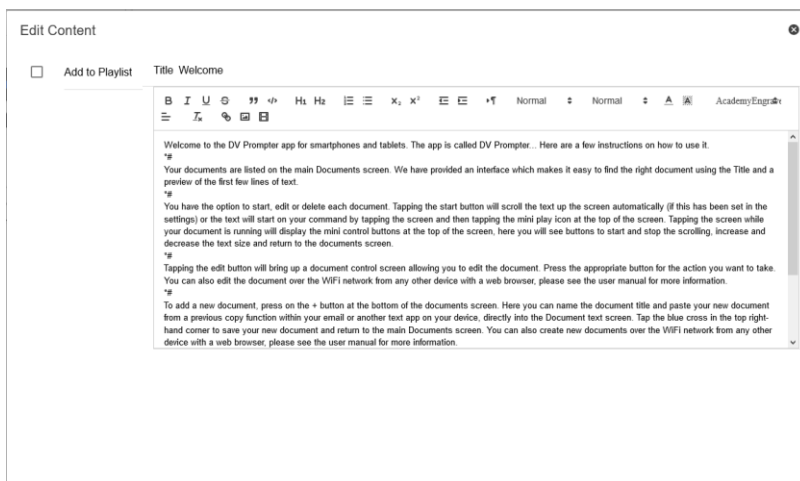 Edit Content
Add to Playlist
Title Welcome
B I U S ” </> H1 H2 X2 X2 ¶ Normal Normal A A AcademyEngrave
Tx
Welcome to the DV Prompter app for smartphones and tablets. The app is called DV Prompter... Here are a few instructions on how to use it.
*#
Your documents are listed on the main Documents screen. We have provided an interface which makes it easy to find the right document using the Title and a
preview of the first few lines of text.
*#
You have the option to start, edit or delete each document. Tapping the start button will scroll the text up the screen automatically (if this has been set in the
settings) or the text will start on your command by tapping the screen and then tapping the mini play icon at the top of the screen. Tapping the screen while
your document is running will display the mini control buttons at the top of the screen, here you will see buttons to start and stop the scrolling, increase and
decrease the text size and return to the documents screen.
*#
Tapping the edit button will bring up a document control screen allowing you to edit the document. Press the appropriate button for the action you want to take.
You can also edit the document over the WiFi network from any other device with a web browser, please see the user manual for more information.
*#
To add a new document, press on the + button at the bottom of the documents screen. Here you can name the document title and paste your new document
from a previous copy function within your email or another text app on your device, directly into the Document text screen. Tap the blue cross in the top right-
hand corner to save your new document and return to the main Documents screen. You can also create new documents over the WiFi network from any other
device with a web browser, please see the user manual for more information.